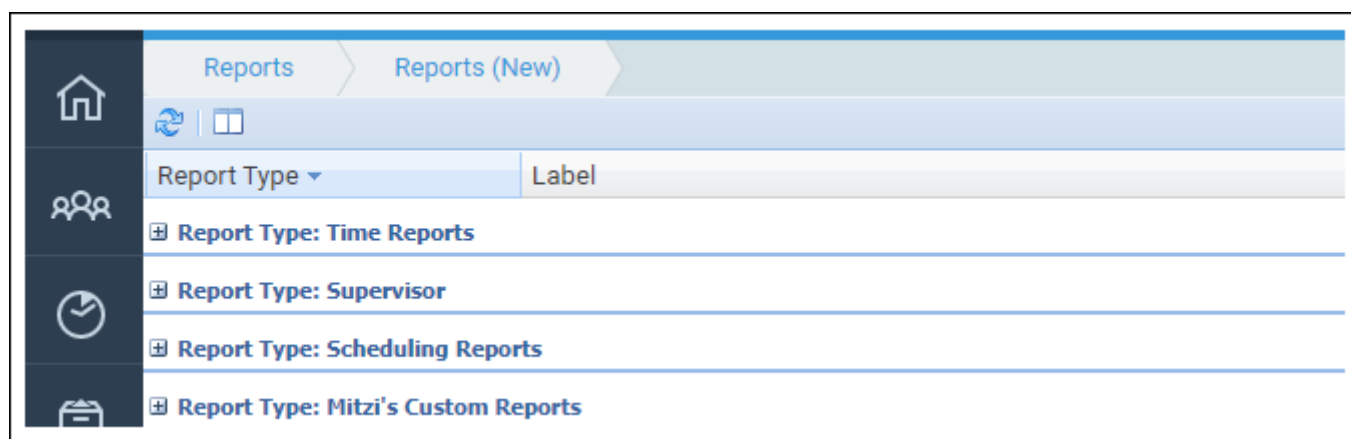 Reports Reports (New)
Report Type Label
Report Type: Time Reports
Report Type: Supervisor
Report Type: Scheduling Reports
Report Type: Mitzi's Custom Reports